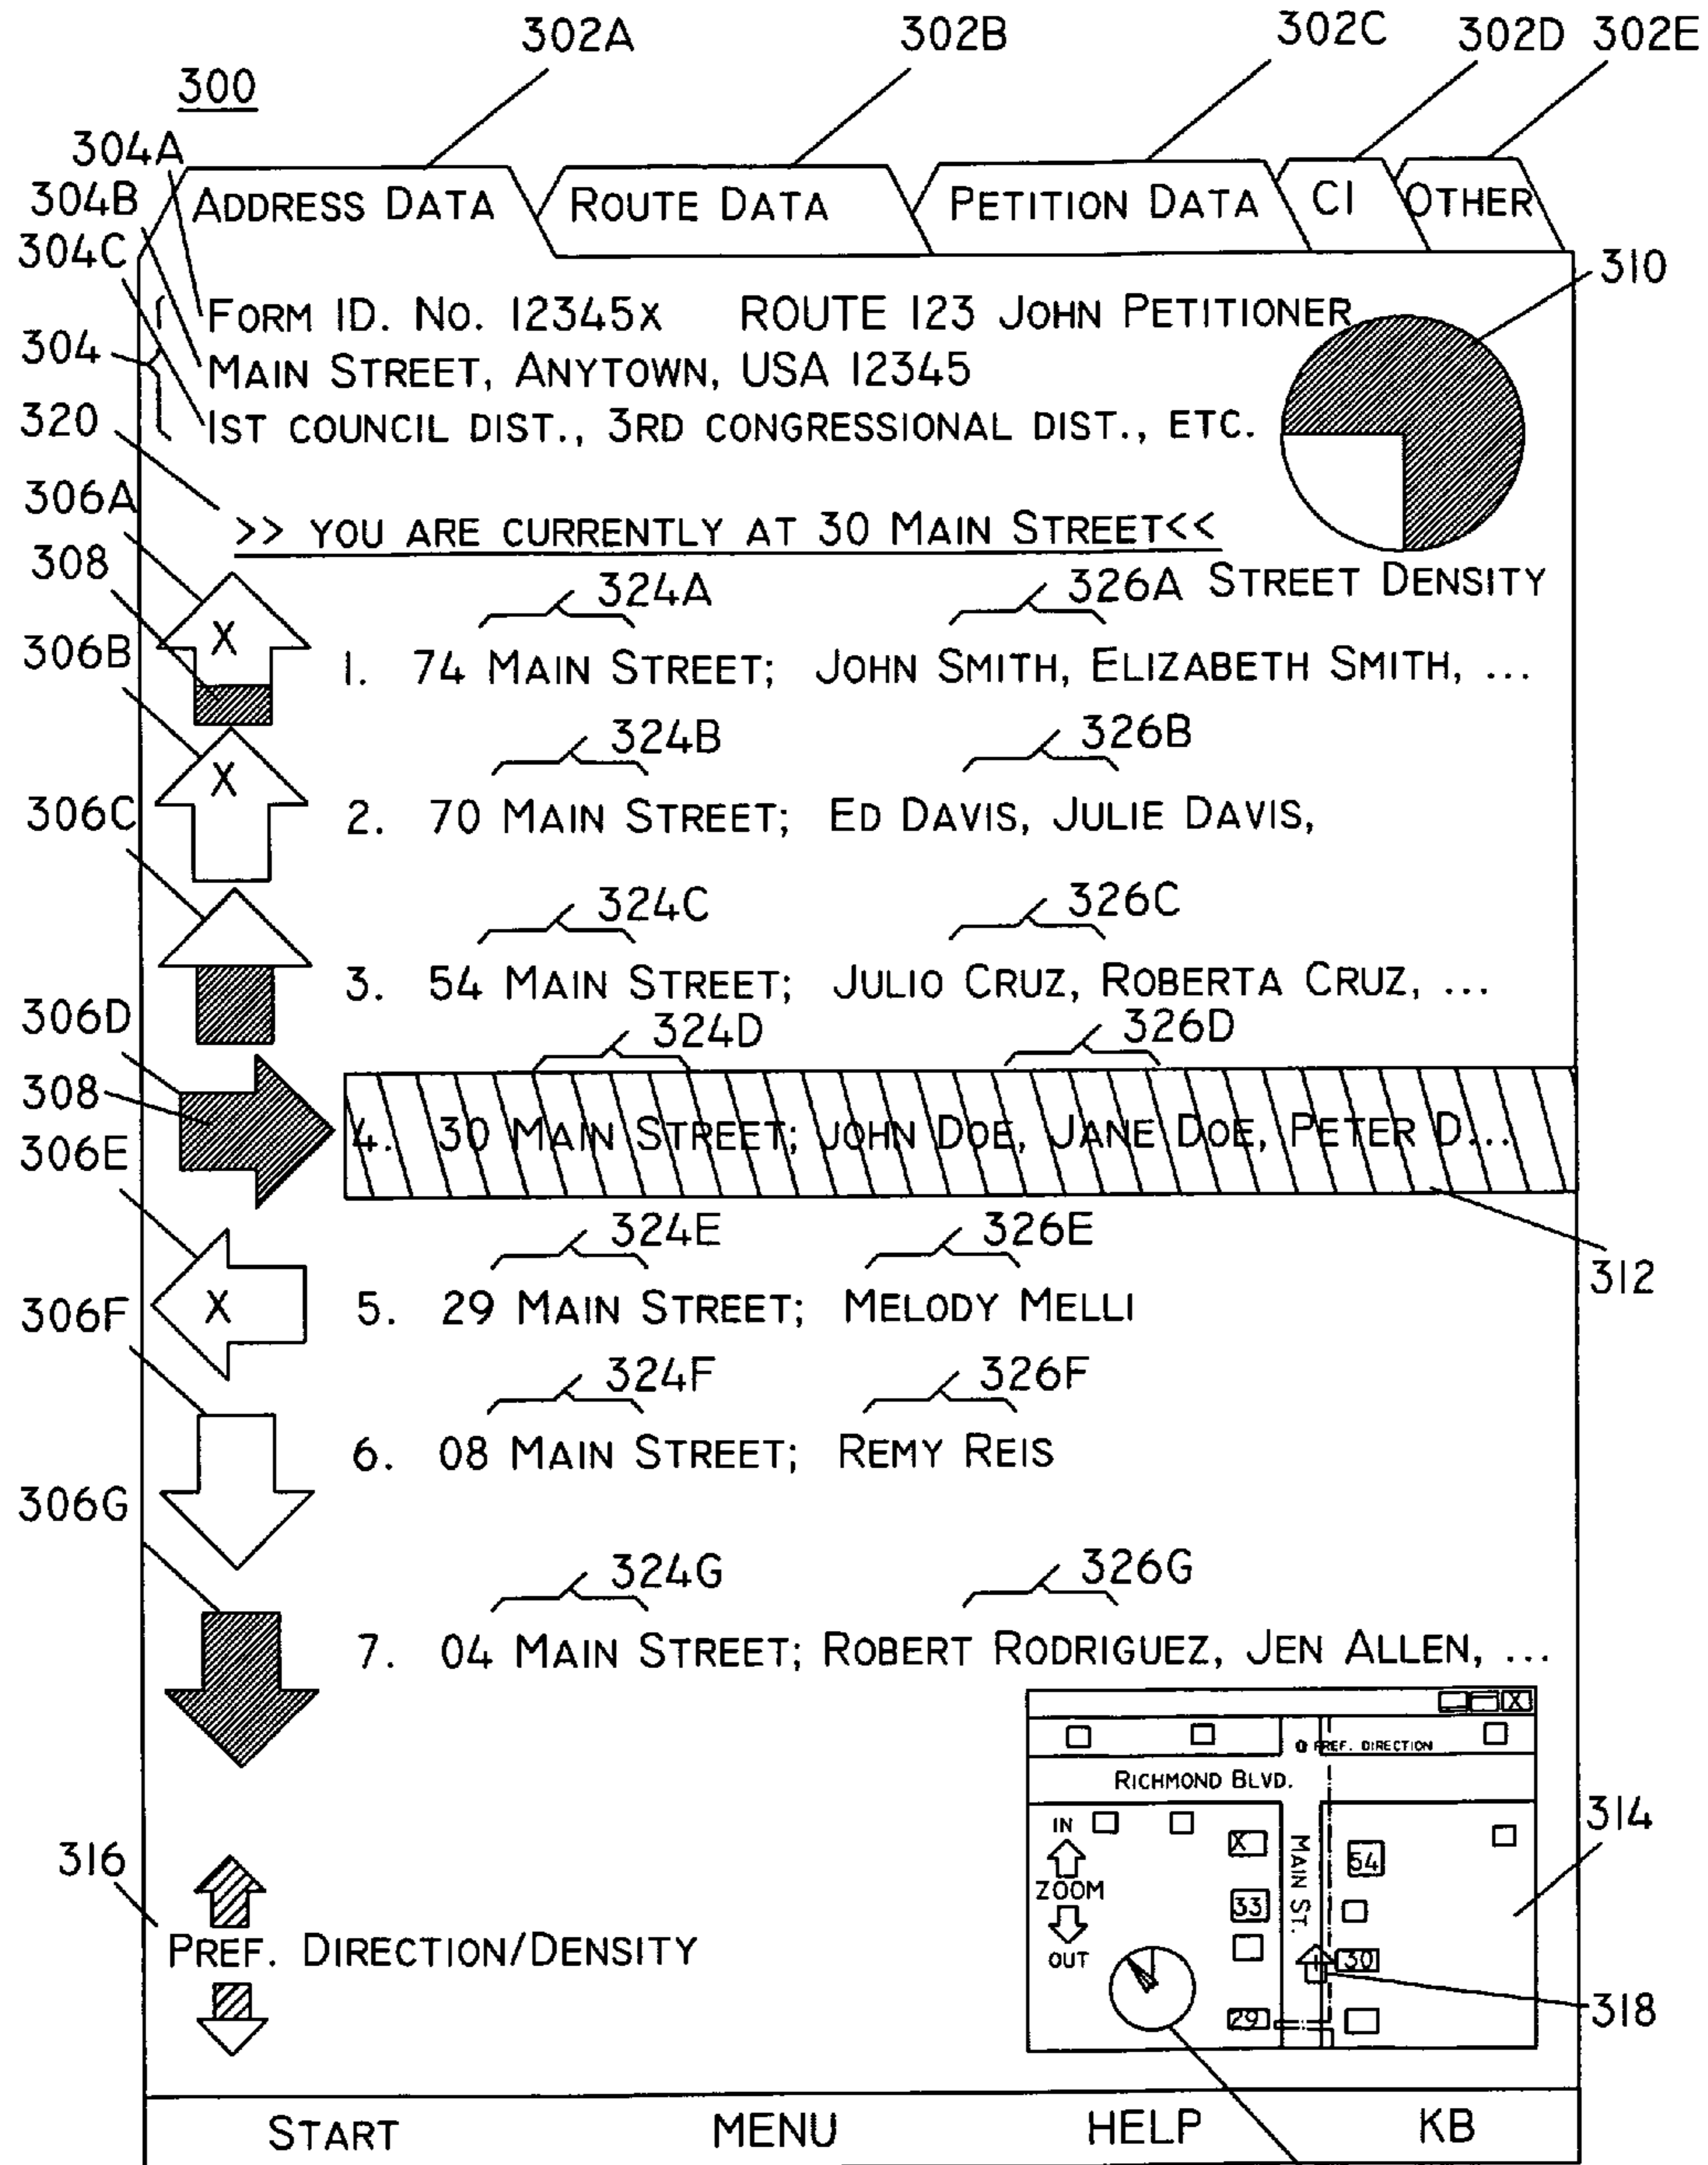 302A 302B 302C 302D 302E
300
304A
304B
304C
ADDRESS DATA ROUTE DATA PETITION DATA CI OTHER
310
FORM ID. NO. 12345X ROUTE 123 JOHN PETITIONER
304
MAIN STREET, ANYTOWN, USA 12345
320
1ST COUNCIL DIST., 3RD CONGRESSIONAL DIST., ETC.
306A
>> YOU ARE CURRENTLY AT 30 MAIN STREET<<
308
324A 326A STREET DENSITY
306B
X
1. 74 MAIN STREET; JOHN SMITH, ELIZABETH SMITH, ...
324B 326B
X
306C
2. 70 MAIN STREET; ED DAVIS, JULIE DAVIS,
324C 326C
3. 54 MAIN STREET; JULIO CRUZ, ROBERTA CRUZ, ...
306D
324D 326D
308
4. 30 MAIN STREET; JOHN DOE, JANE DOE, PETER D...
306E
324E 326E
312
306F
X
5. 29 MAIN STREET; MELODY MELLI
324F 326F
6. 08 MAIN STREET; REMY REIS
306G
324G 326G
7. 04 MAIN STREET; ROBERT RODRIGUEZ, JEN ALLEN, ...
X
PREF. DIRECTION
RICHMOND BLVD.
IN
314
X
MAIN ST.
54
316
ZOOM
33
PREF. DIRECTION/DENSITY
OUT
30
318
29
START MENU HELP KB